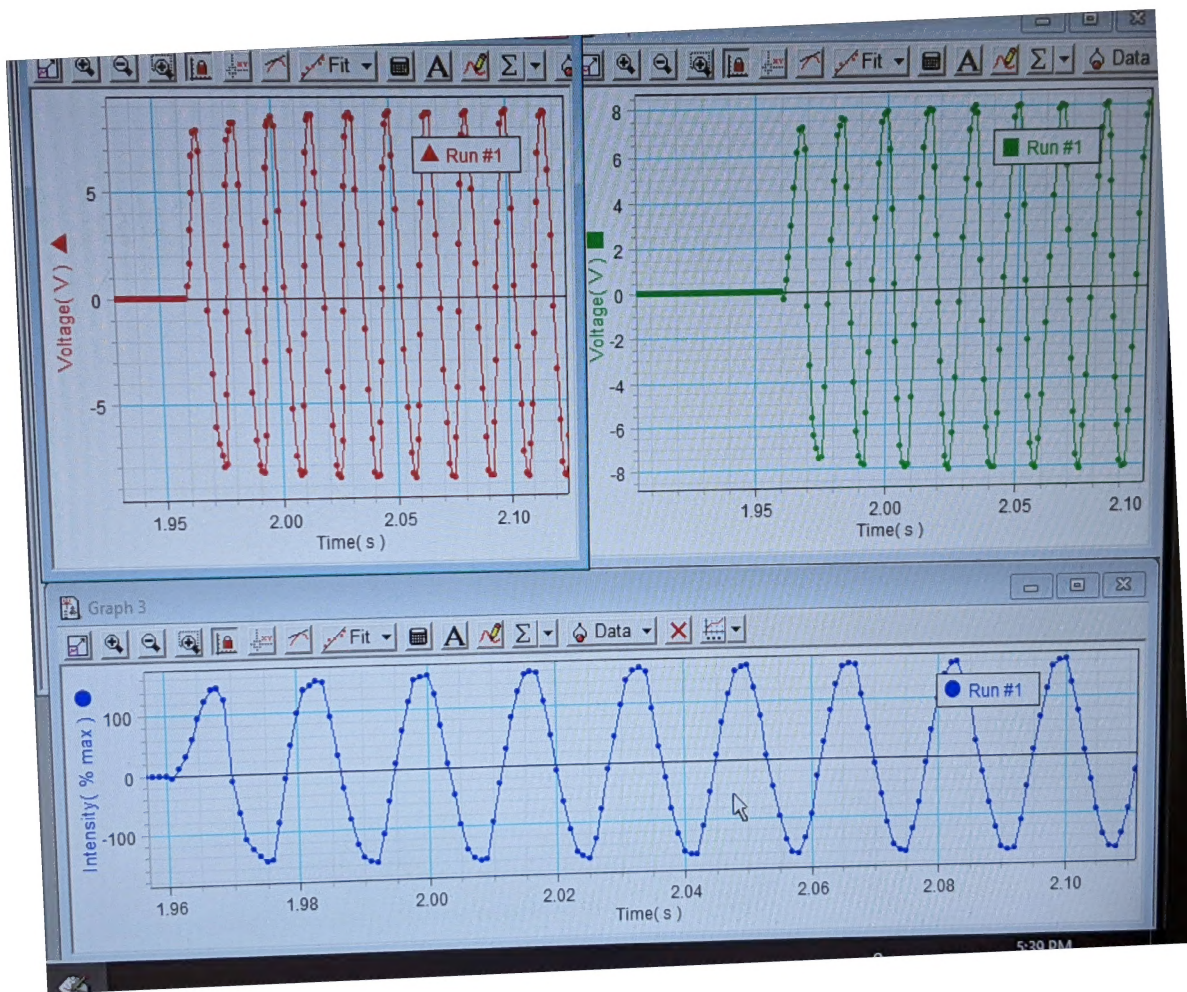 Fit A Σ
Fit A Σ Data
Run #1
5
0
-5
Voltage( V )
1.95 2.00 2.05 2.10
Time( s )
Run #1
8
6
4
2
0
-2
-4
-6
-8
Voltage( V )
1.95 2.00 2.05 2.10
Time( s )
Graph 3
Fit A Σ Data
Run #1
100
0
-100
Intensity( % max )
1.96 1.98 2.00 2.02 2.04 2.06 2.08 2.10
Time( s )
5:39 PM